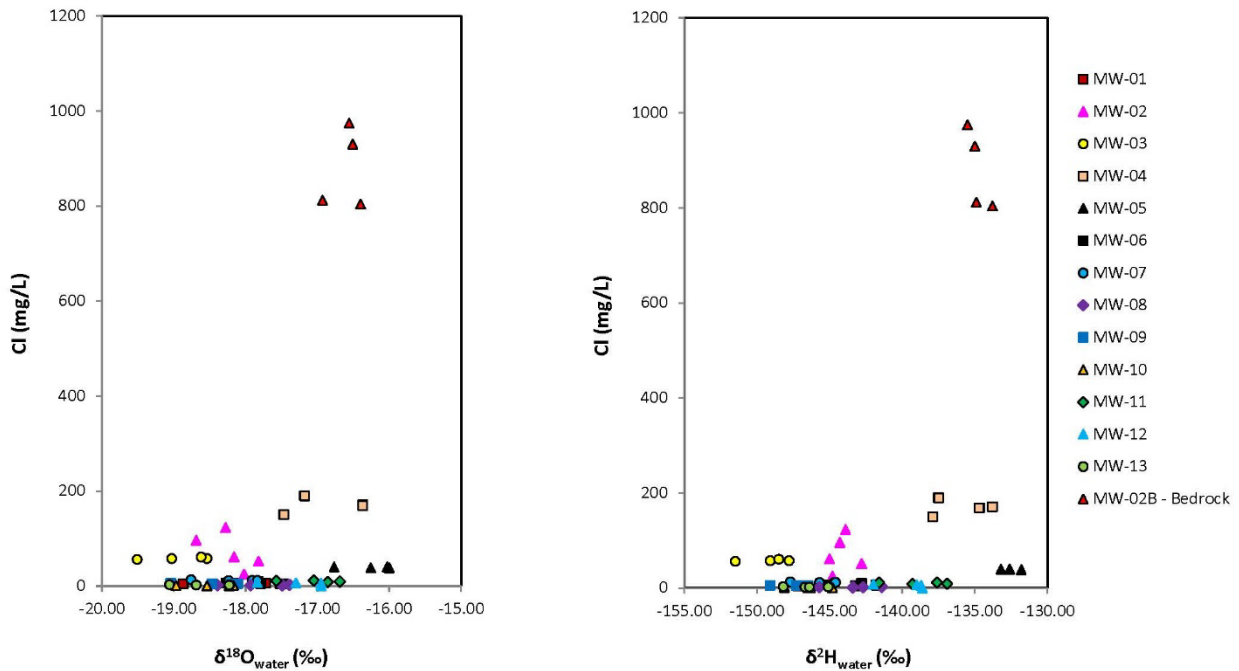 1200
1000
800
600
400
200
0
Cl (mg/L)
-20.00 -19.00 -18.00 -17.00 -16.00 -15.00
δ18Owater (‰)
1200
1000
800
600
400
200
0
Cl (mg/L)
-155.00 -150.00 -145.00 -140.00 -135.00 -130.00
δ2Hwater (‰)
MW-01
MW-02
MW-03
MW-04
MW-05
MW-06
MW-07
MW-08
MW-09
MW-10
MW-11
MW-12
MW-13
MW-02B - Bedrock